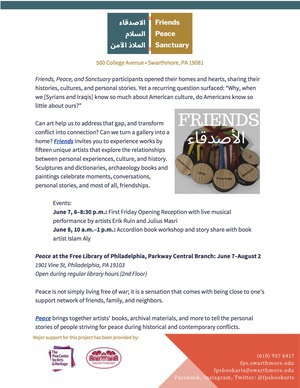 الاصدقاء
السلام
الملاذ الآمن
Friends
Peace
Sanctuary
500 College Avenue • Swarthmore, PA 19081
Friends, Peace, and Sanctuary participants opened their homes and hearts, sharing their
histories, cultures, and personal stories. Yet a recurring question surfaced: "Why, when
we [Syrians and Iraqis] know so much about American culture, do Americans know so
little about ours?"
Can art help us to address that gap, and transform
conflict into connection? Can we turn a gallery into a
home? Friends invites you to experience works by
fifteen unique artists that explore the relationships
between personal experiences, culture, and history.
Sculptures and dictionaries, archaeology books and
paintings celebrate moments, conversations,
personal stories, and most of all, friendships.
FRIENDS
الأصدقاء
Events:
June 7, 6–8:30 p.m.: First Friday Opening Reception with live musical
performance by artists Erik Ruin and Julius Masri
June 8, 10 a.m.–1 p.m.: Accordion book workshop and story share with book
artist Islam Aly
Peace at the Free Library of Philadelphia, Parkway Central Branch: June 7–August 2
1901 Vine St, Philadelphia, PA 19103
Open during regular library hours (2nd Floor)
Peace is not simply living free of war; it is a sensation that comes with being close to one's
support network of friends, family, and neighbors.
Peace brings together artists' books, archival materials, and more to tell the personal
stories of people striving for peace during historical and contemporary conflicts.
Major support for this project has been provided by:
The Pew
Center for
Arts &
Heritage
(610) 957 6417
fps.swarthmore.edu
fpsbookarts@swarthmore.edu
Facebook, Instagram, Twitter: @fpsbookarts